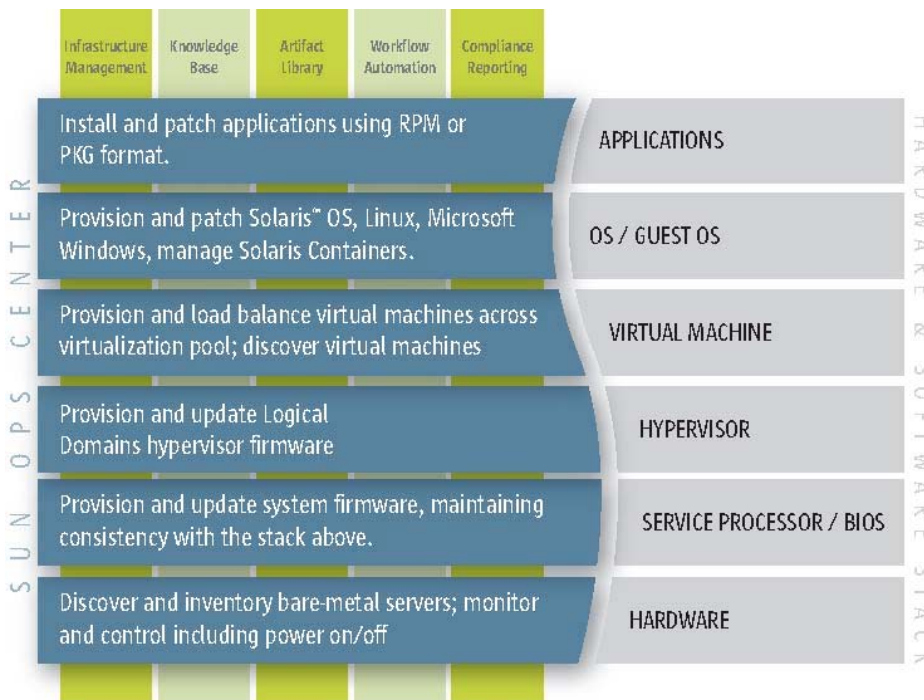 Infrastructure
Management
Knowledge
Base
Artifact
Library
Workflow
Automation
Compliance
Reporting
SUN OPS CENTER
Install and patch applications using RPM or
PKG format.
APPLICATIONS
Provision and patch Solaris™ OS, Linux, Microsoft
Windows, manage Solaris Containers.
OS / GUEST OS
Provision and load balance virtual machines across
virtualization pool; discover virtual machines
VIRTUAL MACHINE
Provision and update Logical
Domains hypervisor firmware
HYPERVISOR
Provision and update system firmware, maintaining
consistency with the stack above.
SERVICE PROCESSOR / BIOS
Discover and inventory bare-metal servers; monitor
and control including power on/off
HARDWARE
HARDWARE & SOFTWARE STACK